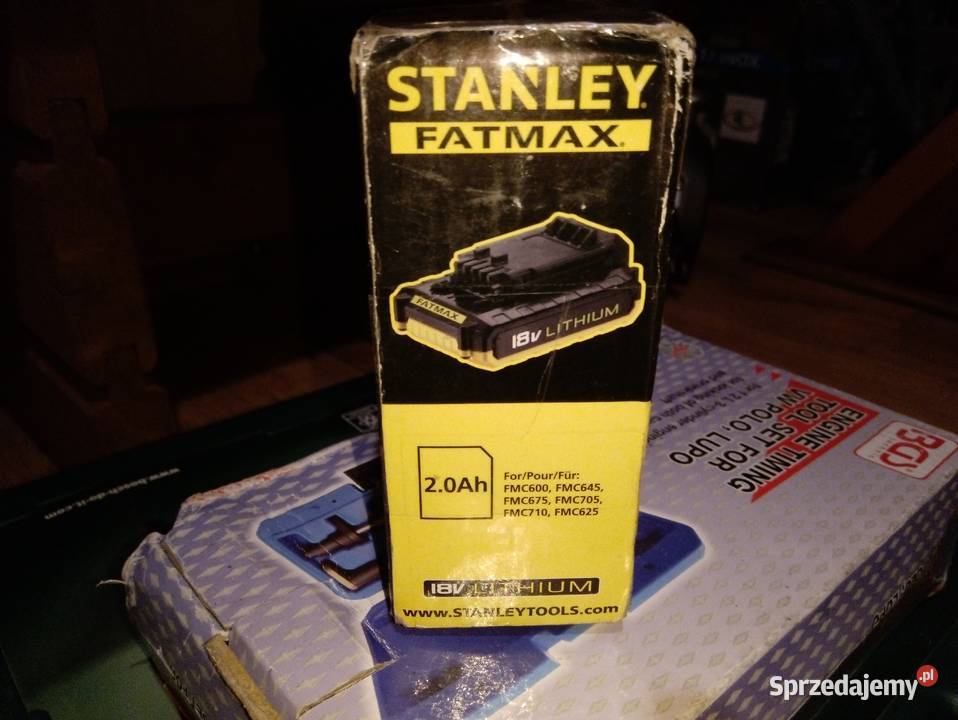 STANLEY
FATMAX
FATMAX
18V LITHIUM
2.0Ah
For/Pour/Für:
FMC600, FMC645,
FMC675, FMC705,
FMC710, FMC625
18V LITHIUM
www.STANLEYTOOLS.com
BGS
ENGINE TIMING
TOOL SET FOR
VW POLO, LUPO
Sprzedajemy.pl